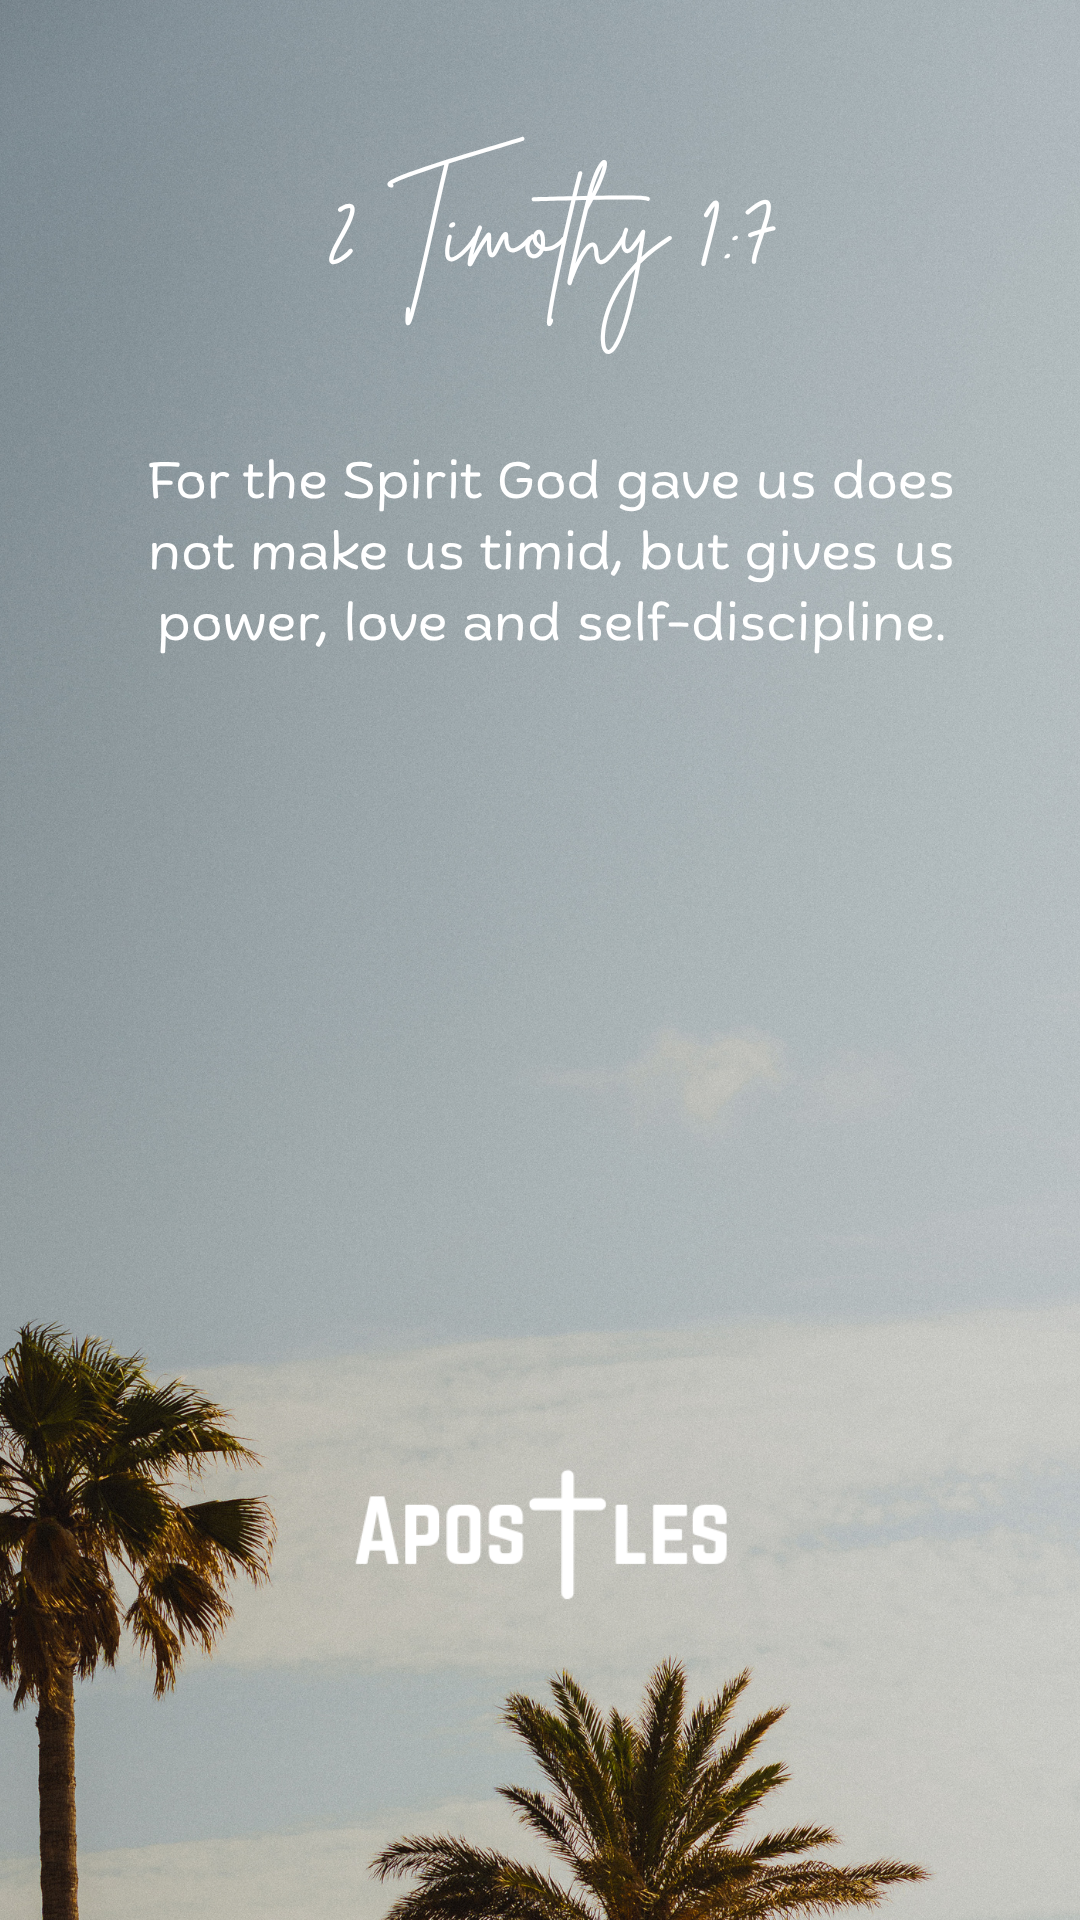 2 Timothy 1:7
For the Spirit God gave us does
not make us timid, but gives us
power, love and self-discipline.
APOSTLES